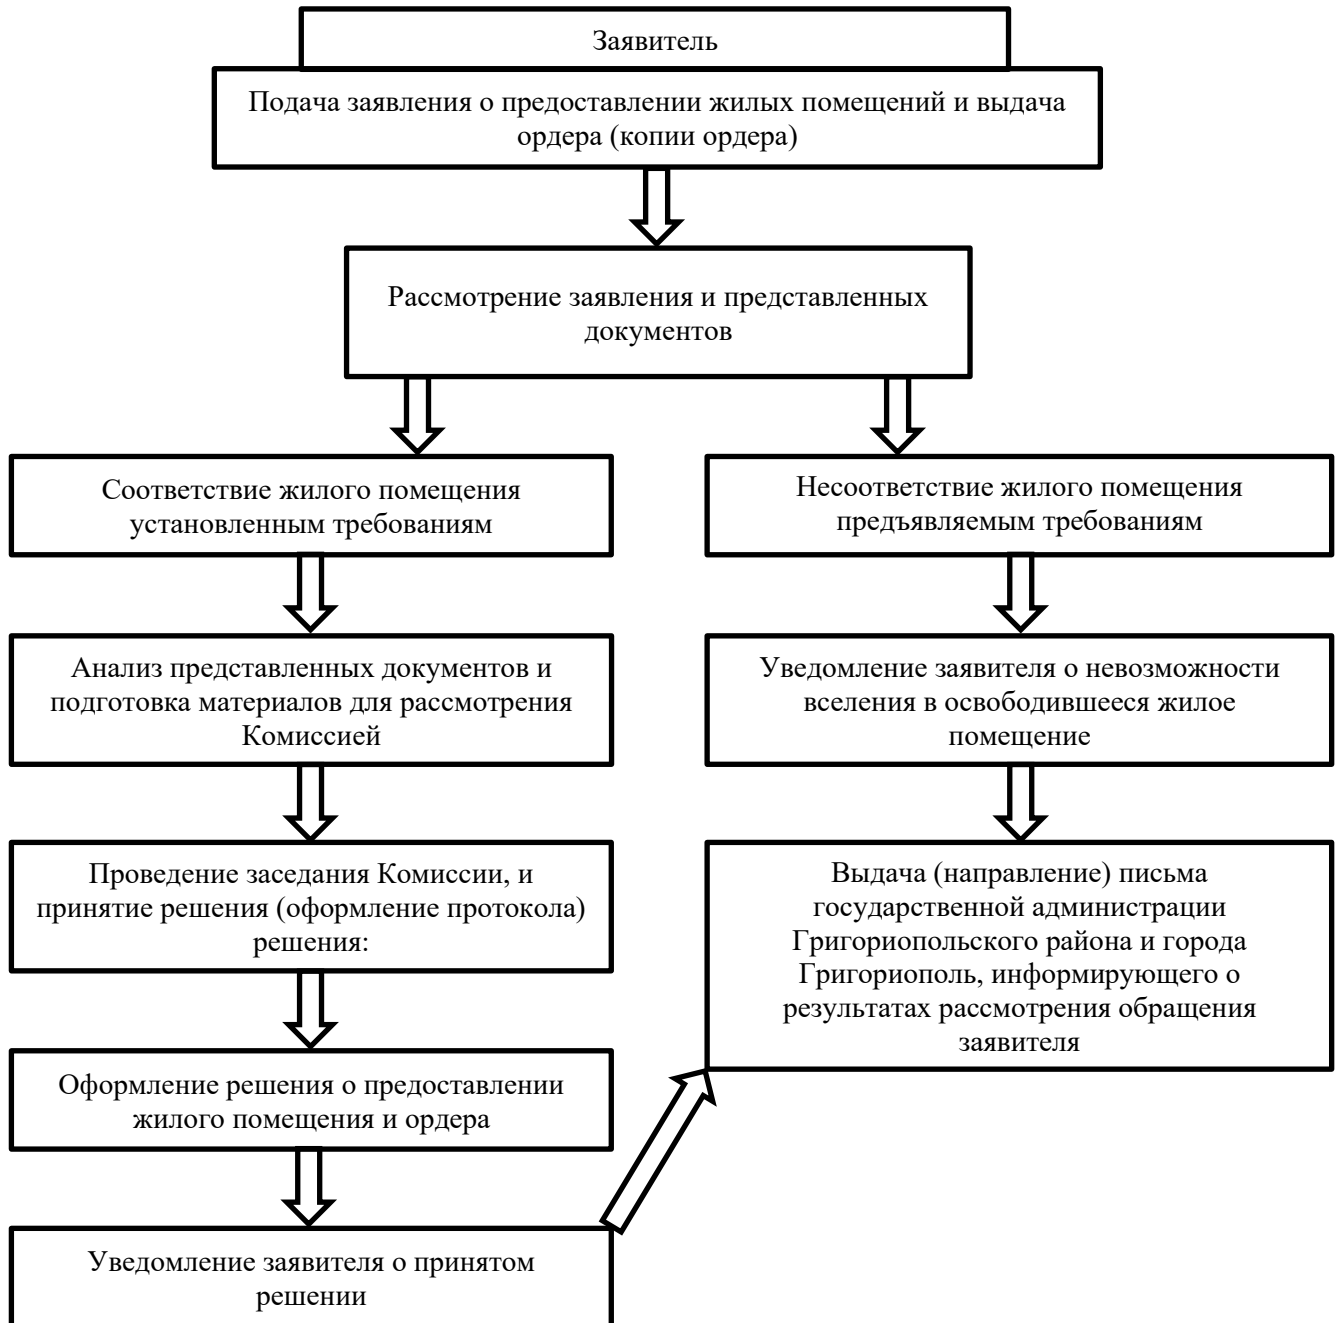 Заявитель
Подача заявления о предоставлении жилых помещений и выдача
ордера (копии ордера)
Рассмотрение заявления и представленных
документов
Соответствие жилого помещения
установленным требованиям
Несоответствие жилого помещения
предъявляемым требованиям
Анализ представленных документов и
подготовка материалов для рассмотрения
Комиссией
Уведомление заявителя о невозможности
вселения в освободившееся жилое
помещение
Проведение заседания Комиссии, и
принятие решения (оформление протокола)
решения:
Выдача (направление) письма
государственной администрации
Григориопольского района и города
Григориополь, информирующего о
результатах рассмотрения обращения
заявителя
Оформление решения о предоставлении
жилого помещения и ордера
Уведомление заявителя о принятом
решении